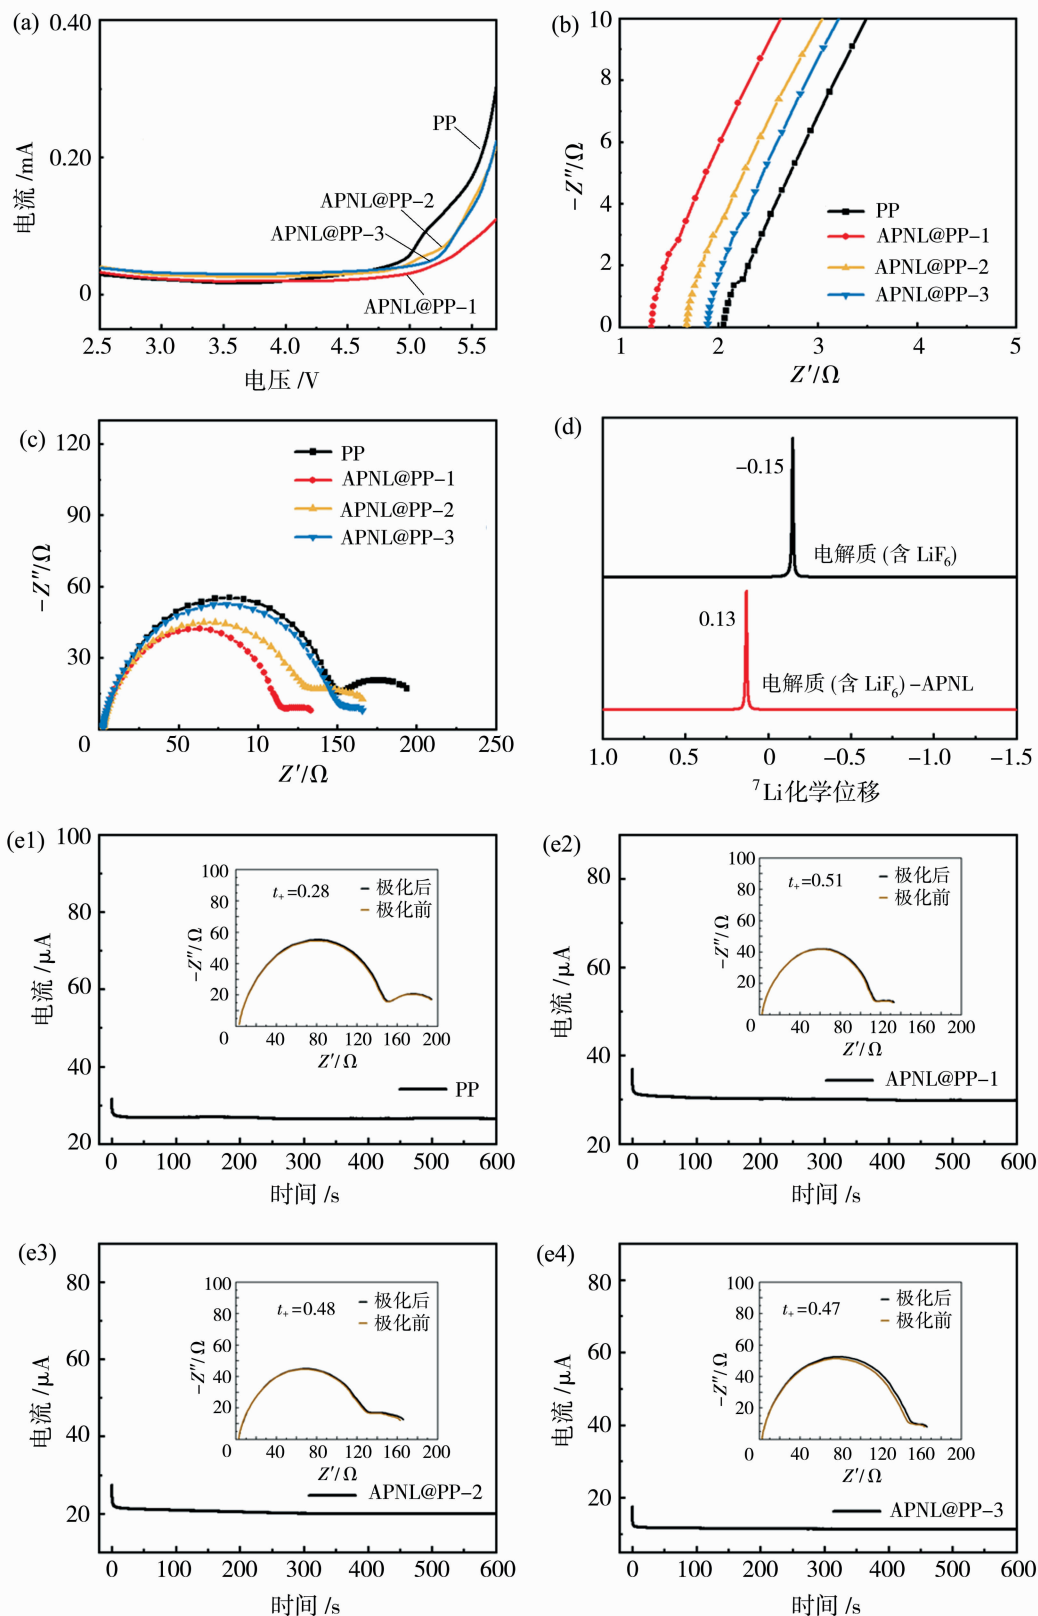 (a)
0.40
0.20
0
电流 /mA
PP
APNL@PP-2
APNL@PP-3
APNL@PP-1
2.5 3.0 3.5 4.0 4.5 5.0 5.5
电压 /V
(b)
10
8
6
4
2
0
-Z″/Ω
PP
APNL@PP-1
APNL@PP-2
APNL@PP-3
1 2 3 4 5
Z′/Ω
(c)
120
90
60
30
0
-Z″/Ω
PP
APNL@PP-1
APNL@PP-2
APNL@PP-3
50 10 150 200 250
Z′/Ω
(d)
-0.15
电解质 (含 LiF₆)
0.13
电解质 (含 LiF₆) -APNL
1.0 0.5 0 -0.5 -1.0 -1.5
⁷Li化学位移
(e1)
100
80
60
40
20
电流 /μA
100
80
60
40
20
0
-Z″/Ω
t₊=0.28
极化后
极化前
40 80 120 160 200
Z′/Ω
PP
0 100 200 300 400 500 600
时间 /s
(e2)
80
60
40
20
电流 /μA
100
80
60
40
20
0
-Z″/Ω
t₊=0.51
极化后
极化前
40 80 120 160 200
Z′/Ω
APNL@PP-1
0 100 200 300 400 500 600
时间 /s
(e3)
80
60
40
20
电流 /μA
100
80
60
40
20
0
-Z″/Ω
t₊=0.48
极化后
极化前
40 80 120 160 200
Z′/Ω
APNL@PP-2
0 100 200 300 400 500 600
时间 /s
(e4)
80
60
40
20
电流 /μA
100
80
60
40
20
0
-Z″/Ω
t₊=0.47
极化后
极化前
40 80 120 160 200
Z′/Ω
APNL@PP-3
0 100 200 300 400 500 600
时间 /s